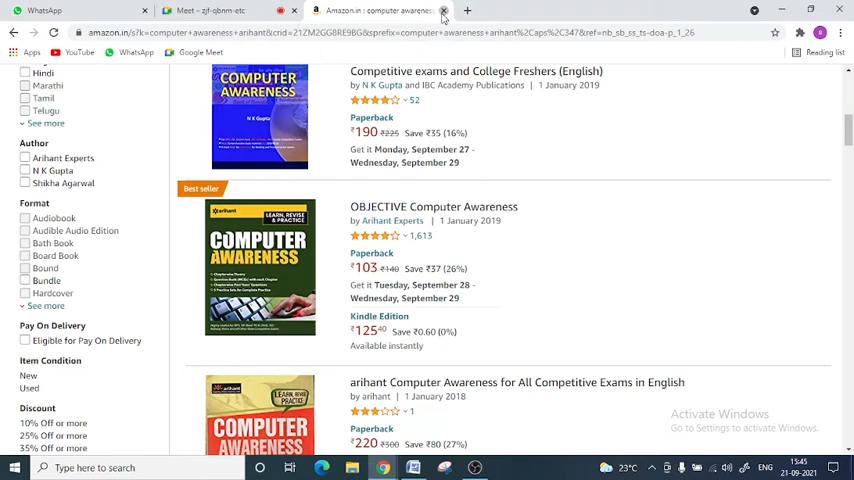 WhatsApp
Meet – zjf-qbnm-etc
Amazon.in : computer awareness
amazon.in/s?k=computer+awareness+arihant&crid=21ZM2GG8RE9BG&sprefix=computer+awareness+arihant%2Caps%2C347&ref=nb_sb_ss_ts-doa-p_1_26
Apps
YouTube
WhatsApp
Google Meet
Reading list
Hindi
Marathi
Tamil
Telugu
See more
Author
Arihant Experts
N K Gupta
Shikha Agarwal
Format
Audiobook
Audible Audio Edition
Bath Book
Board Book
Bound
Bundle
Hardcover
See more
Pay On Delivery
Eligible for Pay On Delivery
Item Condition
New
Used
Discount
10% Off or more
25% Off or more
35% Off or more
COMPUTER
AWARENESS
N K Gupta
Competitive exams and College Freshers (English)
by N K Gupta and IBC Academy Publications | 1 January 2019
52
Paperback
₹190 ₹225 Save ₹35 (16%)
Get it Monday, September 27 -
Wednesday, September 29
Best seller
arihant
LEARN, REVISE
& PRACTICE
COMPUTER
AWARENESS
OBJECTIVE Computer Awareness
by Arihant Experts | 1 January 2019
1,613
Paperback
₹103 ₹140 Save ₹37 (26%)
Get it Tuesday, September 28 -
Wednesday, September 29
Kindle Edition
₹125.40 Save ₹0.60 (0%)
Available instantly
arihant
LEARN, REVISE
& PRACTICE
COMPUTER
AWARENESS
arihant Computer Awareness for All Competitive Exams in English
by arihant | 1 January 2018
1
Paperback
₹220 ₹300 Save ₹80 (27%)
Activate Windows
Go to Settings to activate Windows.
Type here to search
23°C
ENG
15:45
21-09-2021